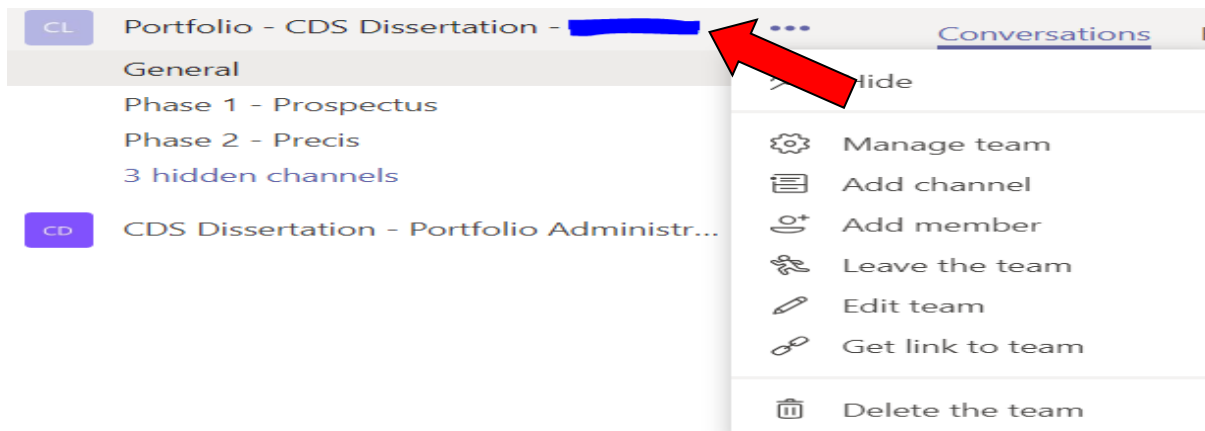 CL Portfolio - CDS Dissertation -
General
Phase 1 - Prospectus
Phase 2 - Precis
3 hidden channels
CD CDS Dissertation - Portfolio Administr...
Conversations
Hide
Manage team
Add channel
Add member
Leave the team
Edit team
Get link to team
Delete the team